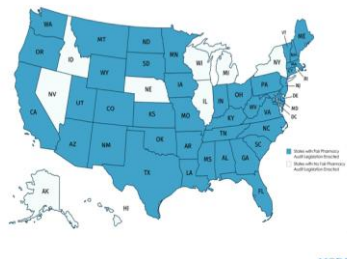 WA
MT
ND
MN
ME
OR
ID
SD
WI
MI
NY
WY
IA
PA
NE
NV
IL
IN
OH
NJ
DE
UT
CO
KS
MO
KY
WV
VA
MD
DC
CA
NC
TN
OK
AR
SC
AZ
NM
MS
AL
GA
TX
LA
FL
AK
HI
States with Fair Pharmacy
Audit Legislation Enacted
States with No Fair Pharmacy
Audit Legislation Enacted